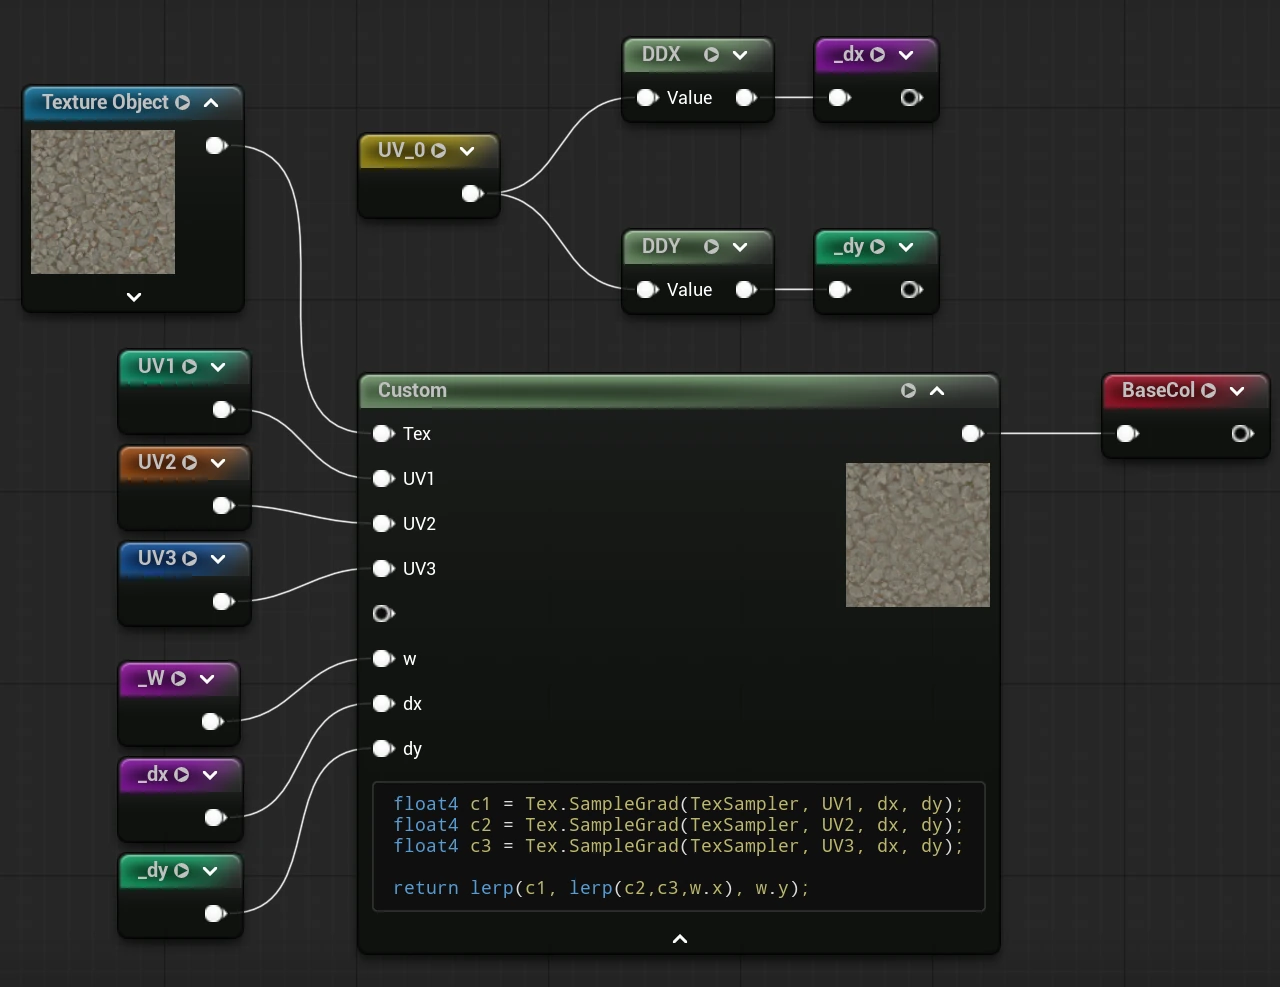 DDX
_dx
Value
Texture Object
UV_0
DDY
_dy
Value
UV1
Custom
BaseCol
Tex
UV2
UV1
UV2
UV3
UV3
_W
w
dx
_dx
dy
float4 c1 = Tex.SampleGrad(TexSampler, UV1, dx, dy);
float4 c2 = Tex.SampleGrad(TexSampler, UV2, dx, dy);
float4 c3 = Tex.SampleGrad(TexSampler, UV3, dx, dy);
_dy
return lerp(c1, lerp(c2,c3,w.x), w.y);